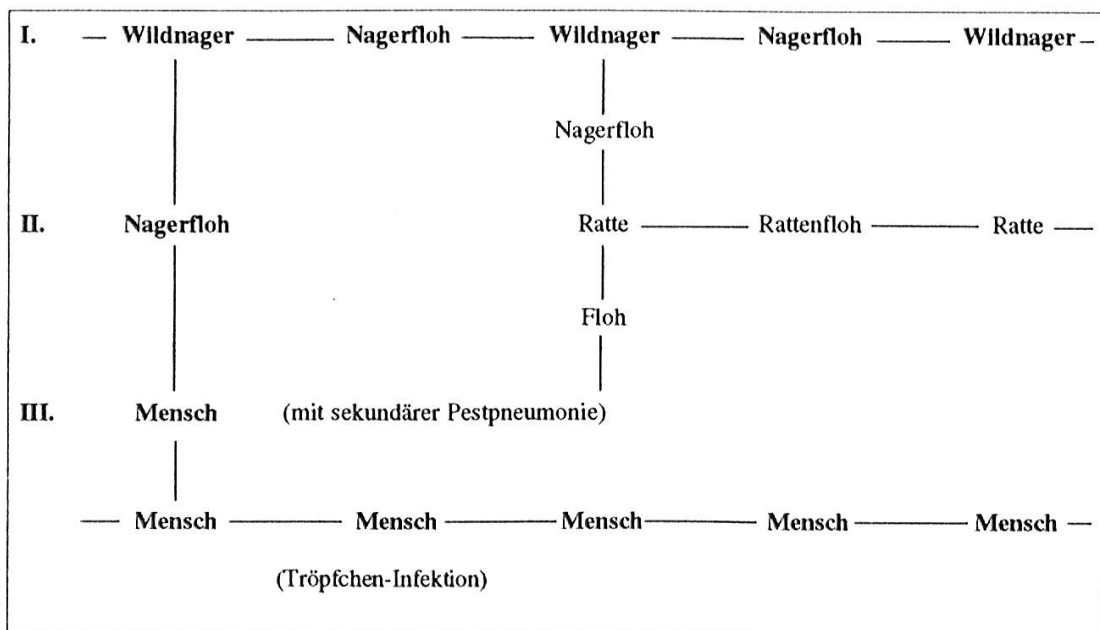 I. Wildnager Nagerfloh Wildnager Nagerfloh Wildnager
Nagerfloh
II. Nagerfloh Ratte Rattenfloh Ratte
Floh
III. Mensch (mit sekundärer Pestpneumonie)
Mensch Mensch Mensch Mensch Mensch
(Tröpfchen-Infektion)